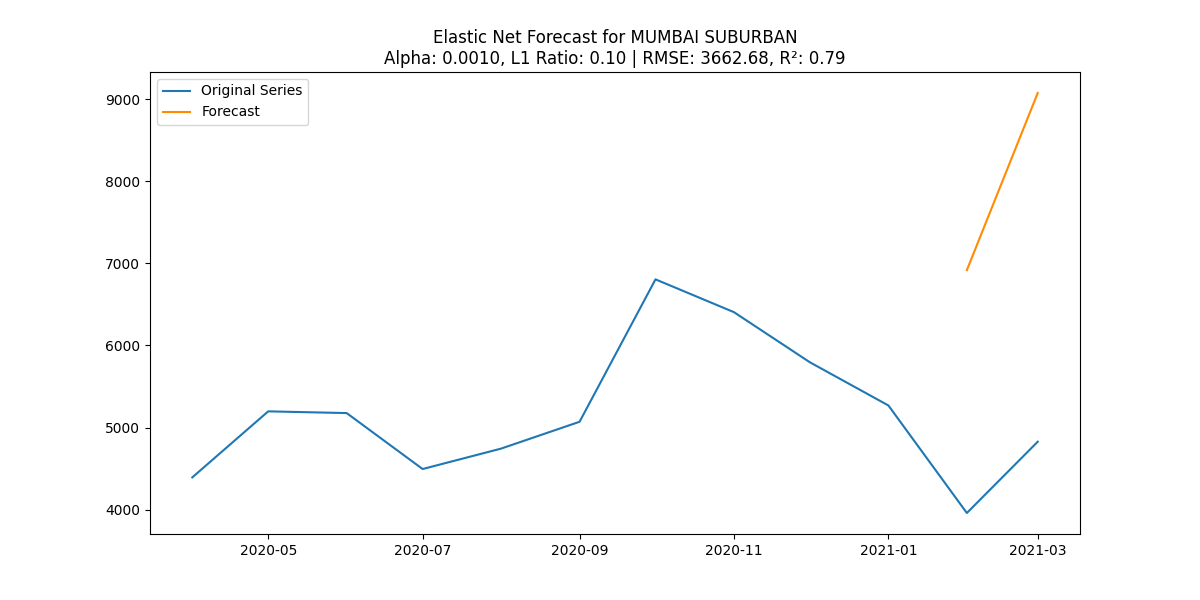 Elastic Net Forecast for MUMBAI SUBURBAN
Alpha: 0.0010, L1 Ratio: 0.10 | RMSE: 3662.68, R²: 0.79
Original Series
Forecast
9000
8000
7000
6000
5000
4000
2020-05 2020-07 2020-09 2020-11 2021-01 2021-03